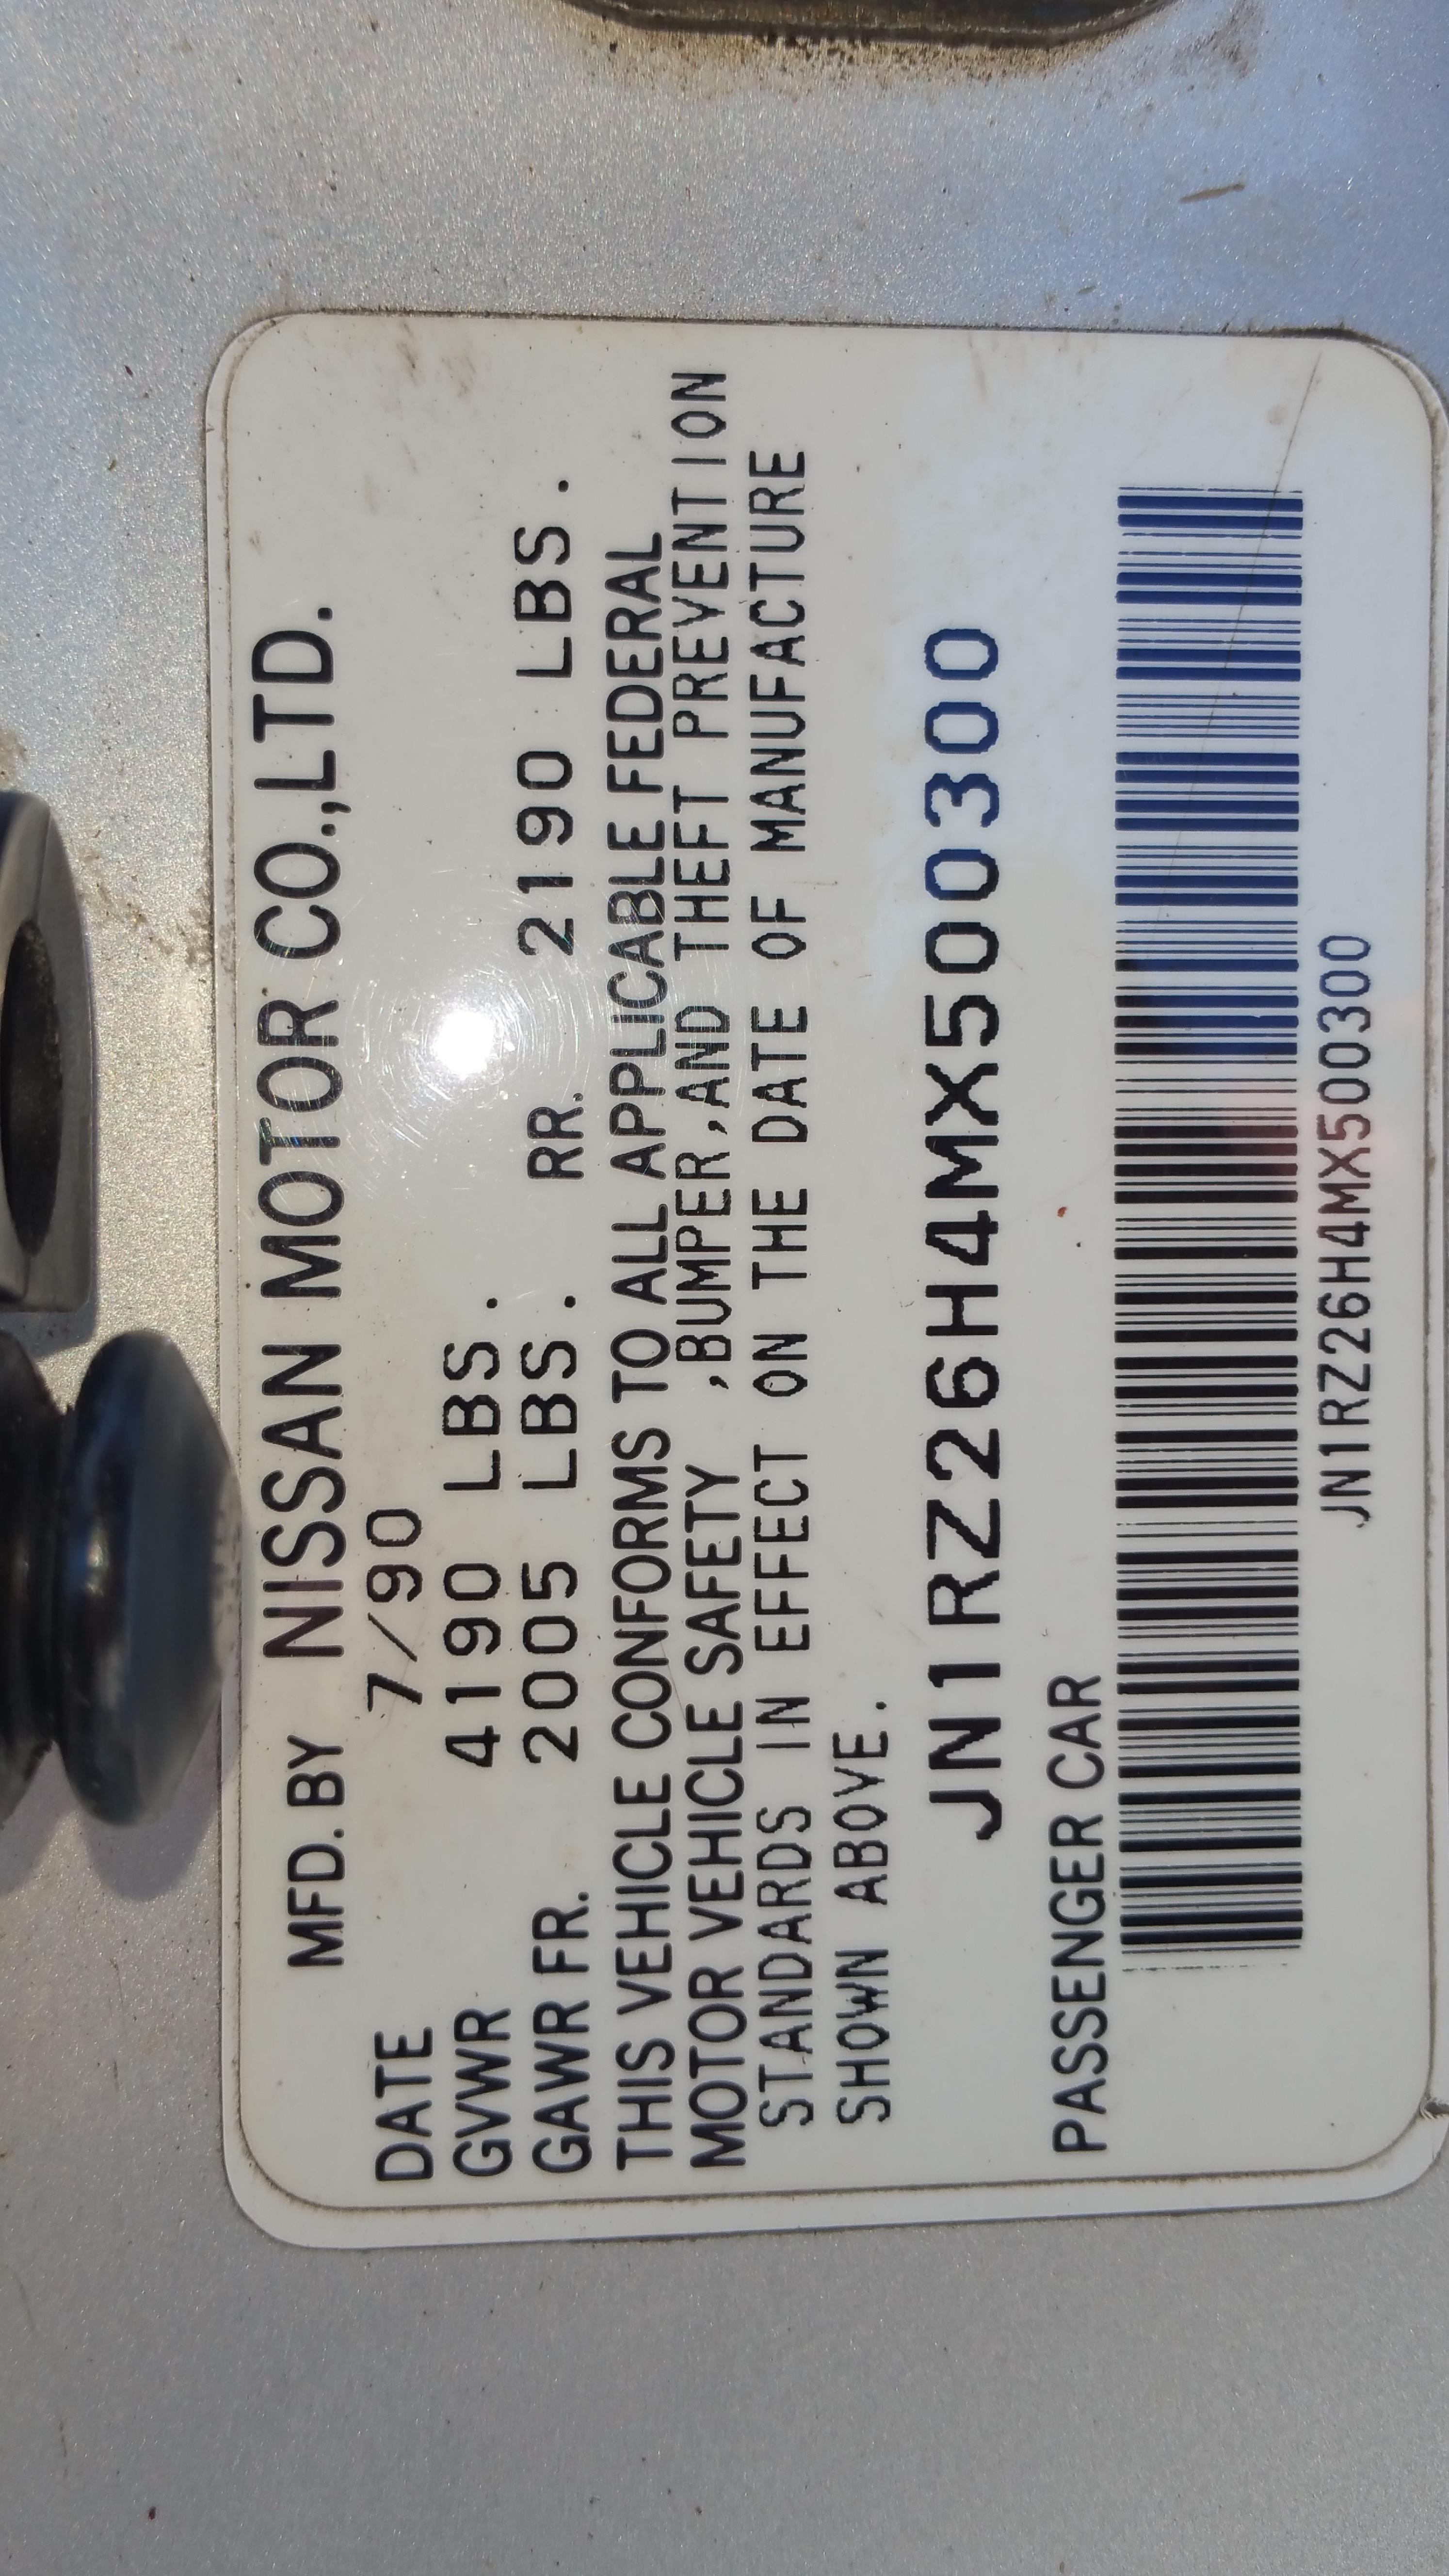 MFD. BY NISSAN MOTOR CO.,LTD.
DATE 7/90
GVWR 4190 LBS.
GAWR FR. 2005 LBS. RR. 2190 LBS.
THIS VEHICLE CONFORMS TO ALL APPLICABLE FEDERAL
MOTOR VEHICLE SAFETY ,BUMPER,AND THEFT PREVENTION
STANDARDS IN EFFECT ON THE DATE OF MANUFACTURE
SHOWN ABOVE.
JN1RZ26H4MX500300
PASSENGER CAR
JN1RZ26H4MX500300